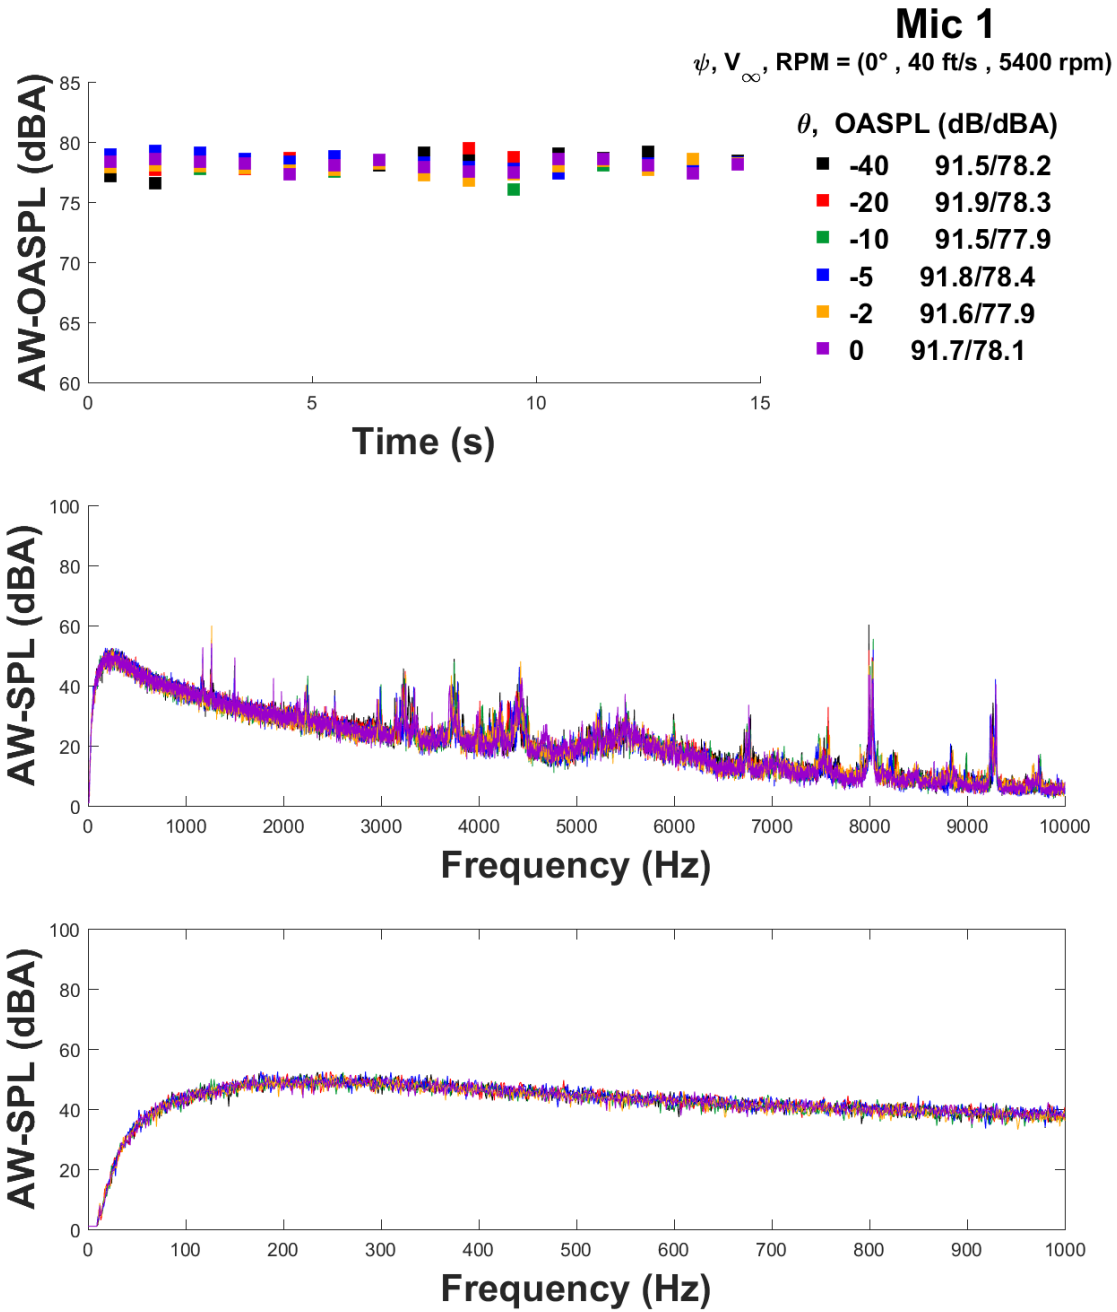 Mic 1
ψ, V∞, RPM = (0° , 40 ft/s , 5400 rpm)
θ, OASPL (dB/dBA)
-40 91.5/78.2
-20 91.9/78.3
-10 91.5/77.9
-5 91.8/78.4
-2 91.6/77.9
0 91.7/78.1
AW-OASPL (dBA)
85
80
75
70
65
60
0 5 10 15
Time (s)
AW-SPL (dBA)
100
80
60
40
20
0
0 1000 2000 3000 4000 5000 6000 7000 8000 9000 10000
Frequency (Hz)
AW-SPL (dBA)
100
80
60
40
20
0
0 100 200 300 400 500 600 700 800 900 1000
Frequency (Hz)